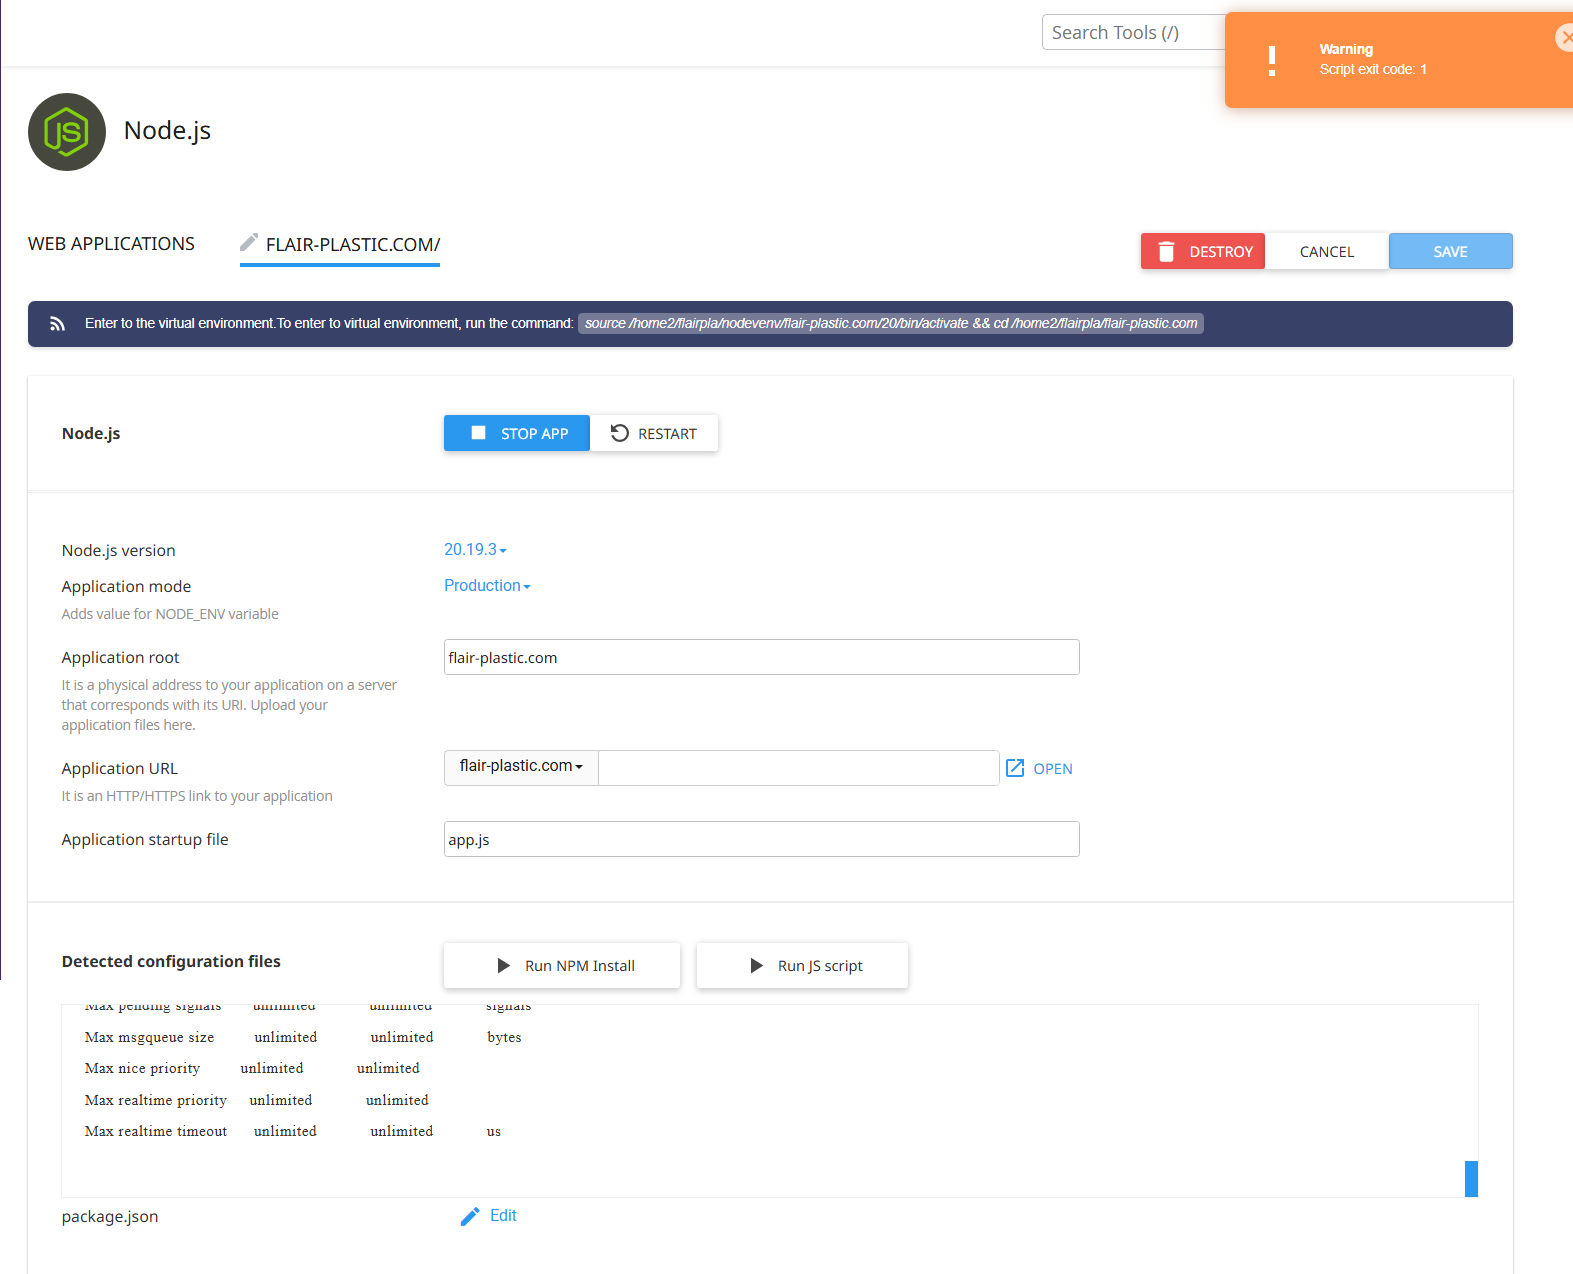 Search Tools (/)
Warning
Script exit code: 1
JS
Node.js
WEB APPLICATIONS
FLAIR-PLASTIC.COM/
DESTROY
CANCEL
SAVE
Enter to the virtual environment.To enter to virtual environment, run the command: source /home2/flairpla/nodevenv/flair-plastic.com/20/bin/activate && cd /home2/flairpla/flair-plastic.com
Node.js
STOP APP
RESTART
Node.js version
20.19.3
Application mode
Production
Adds value for NODE_ENV variable
Application root
flair-plastic.com
It is a physical address to your application on a server
that corresponds with its URI. Upload your
application files here.
Application URL
flair-plastic.com
OPEN
It is an HTTP/HTTPS link to your application
Application startup file
app.js
Detected configuration files
Run NPM Install
Run JS script
Max pending signals unlimited unlimited signals
Max msgqueue size unlimited unlimited bytes
Max nice priority unlimited unlimited
Max realtime priority unlimited unlimited
Max realtime timeout unlimited unlimited us
package.json
Edit